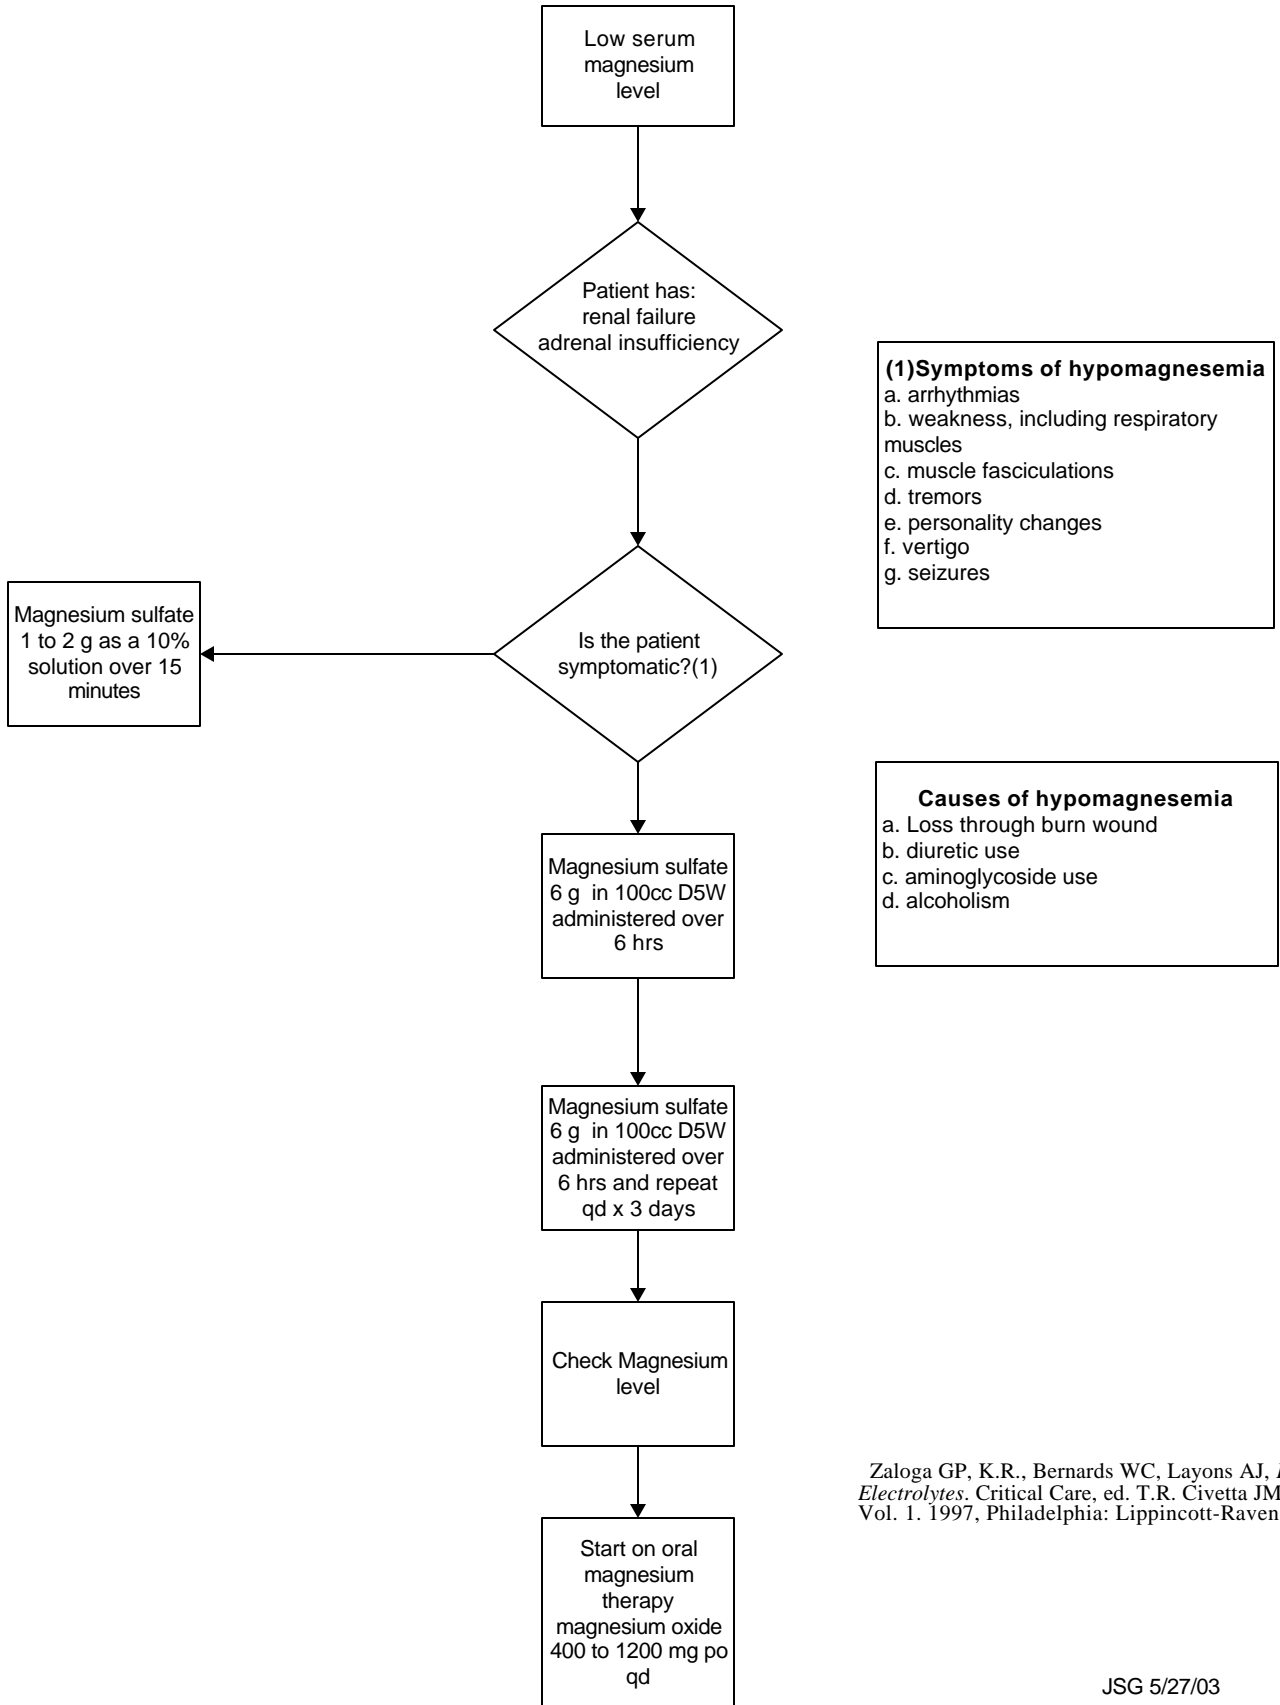 Low serum
magnesium
level
Patient has:
renal failure
adrenal insufficiency
(1)Symptoms of hypomagnesemia
a. arrhythmias
b. weakness, including respiratory
muscles
c. muscle fasciculations
d. tremors
e. personality changes
f. vertigo
g. seizures
Magnesium sulfate
1 to 2 g as a 10%
solution over 15
minutes
Is the patient
symptomatic?(1)
Causes of hypomagnesemia
a. Loss through burn wound
b. diuretic use
c. aminoglycoside use
d. alcoholism
Magnesium sulfate
6 g in 100cc D5W
administered over
6 hrs
Magnesium sulfate
6 g in 100cc D5W
administered over
6 hrs and repeat
qd x 3 days
Check Magnesium
level
Zaloga GP, K.R., Bernards WC, Layons AJ,
Electrolytes. Critical Care, ed. T.R. Civetta JM
Vol. 1. 1997, Philadelphia: Lippincott-Raven
Start on oral
magnesium
therapy
magnesium oxide
400 to 1200 mg po
qd
JSG 5/27/03